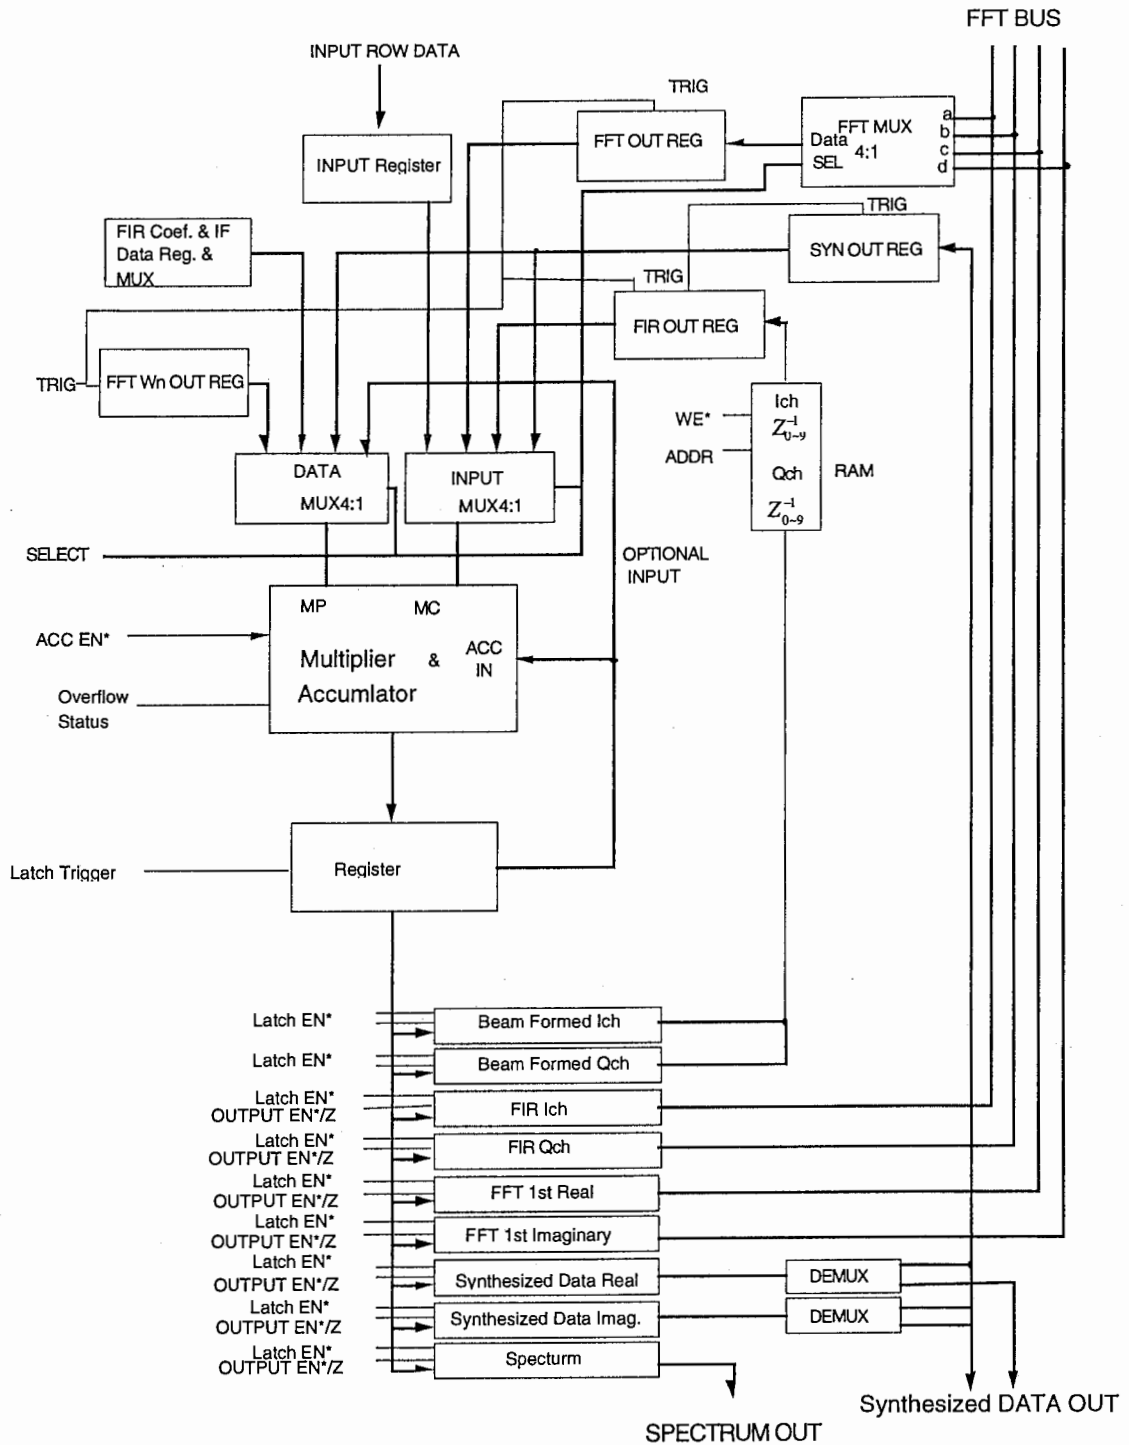 FFT BUS
INPUT ROW DATA
TRIG
INPUT Register
FFT OUT REG
FFT MUX
4:1
Data
SEL
a
b
c
d
FIR Coef. & IF
Data Reg. &
MUX
TRIG
SYN OUT REG
TRIG
FIR OUT REG
TRIG
FFT Wn OUT REG
WE*
ADDR
Ich
Z⁻¹₀~₉
Qch
Z⁻¹₀~₉
RAM
DATA
MUX4:1
INPUT
MUX4:1
SELECT
OPTIONAL
INPUT
MP
MC
ACC EN*
Multiplier &
Accumlator
ACC
IN
Overflow
Status
Latch Trigger
Register
Latch EN*
Beam Formed Ich
Latch EN*
Beam Formed Qch
Latch EN*
OUTPUT EN*/Z
FIR Ich
Latch EN*
OUTPUT EN*/Z
FIR Qch
Latch EN*
OUTPUT EN*/Z
FFT 1st Real
Latch EN*
OUTPUT EN*/Z
FFT 1st Imaginary
Latch EN*
OUTPUT EN*/Z
Synthesized Data Real
DEMUX
Latch EN*
OUTPUT EN*/Z
Synthesized Data Imag.
DEMUX
Latch EN*
OUTPUT EN*/Z
Specturm
Synthesized DATA OUT
SPECTRUM OUT